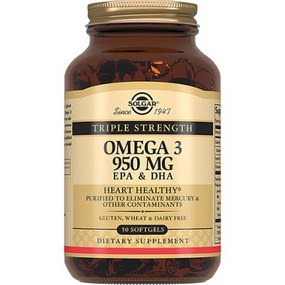 SOLGAR
Since 1947
TRIPLE STRENGTH
OMEGA 3
950 MG
EPA & DHA
HEART HEALTHY*
PURIFIED TO ELIMINATE MERCURY &
OTHER CONTAMINANTS
GLUTEN, WHEAT & DAIRY FREE
50 SOFTGELS
DIETARY SUPPLEMENT